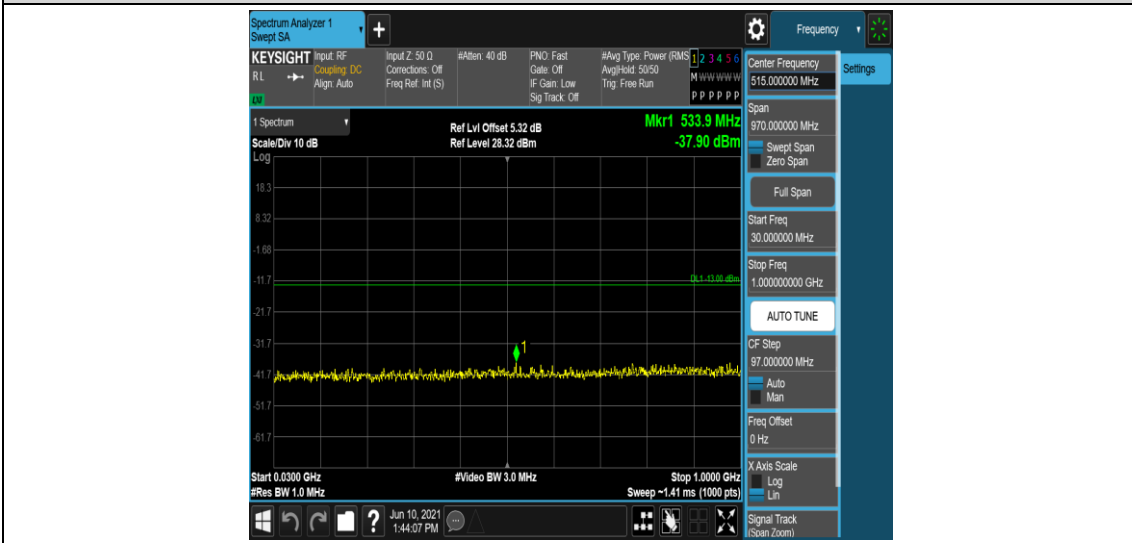 Spectrum Analyzer 1
Swept SA
+
Frequency
KEYSIGHT
RL
LXI
Input: RF
Coupling: DC
Align: Auto
Input Z: 50 Ω
Corrections: Off
Freq Ref: Int (S)
#Atten: 40 dB
PNO: Fast
Gate: Off
IF Gain: Low
Sig Track: Off
#Avg Type: Power (RMS
Avg|Hold: 50/50
Trig: Free Run
1 2 3 4 5 6
M W W W W W
P P P P P P
Settings
1 Spectrum
Scale/Div 10 dB
Ref Lvl Offset 5.32 dB
Ref Level 28.32 dBm
Mkr1 533.9 MHz
-37.90 dBm
Log
18.3
8.32
-1.68
-11.7
-21.7
-31.7
-41.7
-51.7
-61.7
DL1 -13.00 dBm
1
Start 0.0300 GHz
#Res BW 1.0 MHz
#Video BW 3.0 MHz
Stop 1.0000 GHz
Sweep ~1.41 ms (1000 pts)
Center Frequency
515.000000 MHz
Span
970.000000 MHz
Swept Span
Zero Span
Full Span
Start Freq
30.000000 MHz
Stop Freq
1.000000000 GHz
AUTO TUNE
CF Step
97.000000 MHz
Auto
Man
Freq Offset
0 Hz
X Axis Scale
Log
Lin
Signal Track
(Span Zoom)
?
Jun 10, 2021
1:44:07 PM